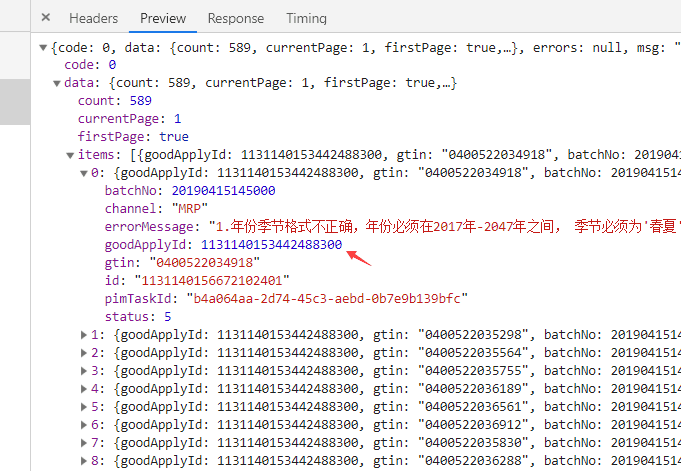 × Headers Preview Response Timing
▼{code: 0, data: {count: 589, currentPage: 1, firstPage: true,…}, errors: null, msg: "
code: 0
▼data: {count: 589, currentPage: 1, firstPage: true,…}
count: 589
currentPage: 1
firstPage: true
▼items: [{goodApplyId: 1131140153442488300, gtin: "0400522034918", batchNo: 201904
▼0: {goodApplyId: 1131140153442488300, gtin: "0400522034918", batchNo: 2019041514
batchNo: 20190415145000
channel: "MRP"
errorMessage: "1.年份季节格式不正确，年份必须在2017年-2047年之间， 季节必须为'春夏'
goodApplyId: 1131140153442488300
gtin: "0400522034918"
id: "1131140156672102401"
pimTaskId: "b4a064aa-2d74-45c3-aebd-0b7e9b139bfc"
status: 5
▶1: {goodApplyId: 1131140153442488300, gtin: "0400522035298", batchNo: 2019041514
▶2: {goodApplyId: 1131140153442488300, gtin: "0400522035564", batchNo: 2019041514
▶3: {goodApplyId: 1131140153442488300, gtin: "0400522035755", batchNo: 2019041514
▶4: {goodApplyId: 1131140153442488300, gtin: "0400522036189", batchNo: 2019041514
▶5: {goodApplyId: 1131140153442488300, gtin: "0400522036561", batchNo: 2019041514
▶6: {goodApplyId: 1131140153442488300, gtin: "0400522036912", batchNo: 2019041514
▶7: {goodApplyId: 1131140153442488300, gtin: "0400522035830", batchNo: 2019041514
▶8: {goodApplyId: 1131140153442488300, gtin: "0400522036288", batchNo: 2019041514